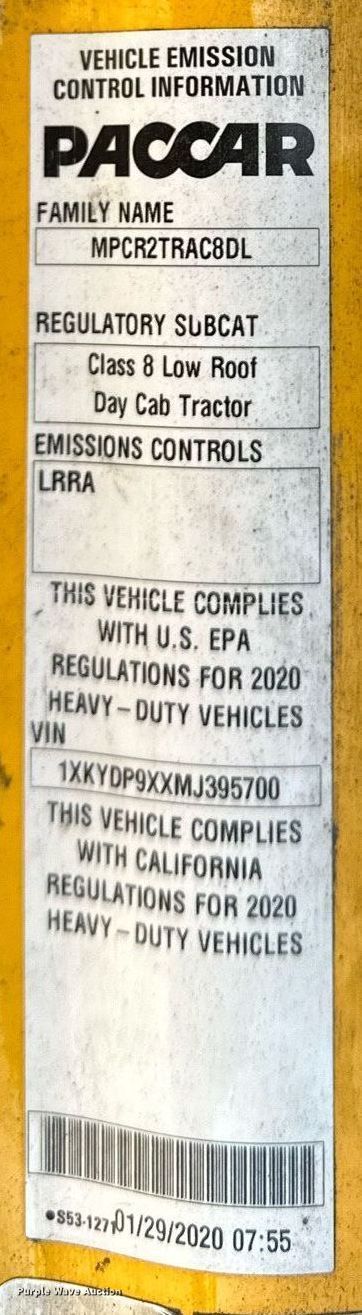 VEHICLE EMISSION
CONTROL INFORMATION
PACCAR
FAMILY NAME
MPCR2TRAC8DL
REGULATORY SUBCAT
Class 8 Low Roof
Day Cab Tractor
EMISSIONS CONTROLS
LRRA
THIS VEHICLE COMPLIES
WITH U.S. EPA
REGULATIONS FOR 2020
HEAVY-DUTY VEHICLES
VIN
1XKYDP9XXMJ395700
THIS VEHICLE COMPLIES
WITH CALIFORNIA
REGULATIONS FOR 2020
HEAVY-DUTY VEHICLES
•S53-1271 01/29/2020 07:55
Purple Wave Auction